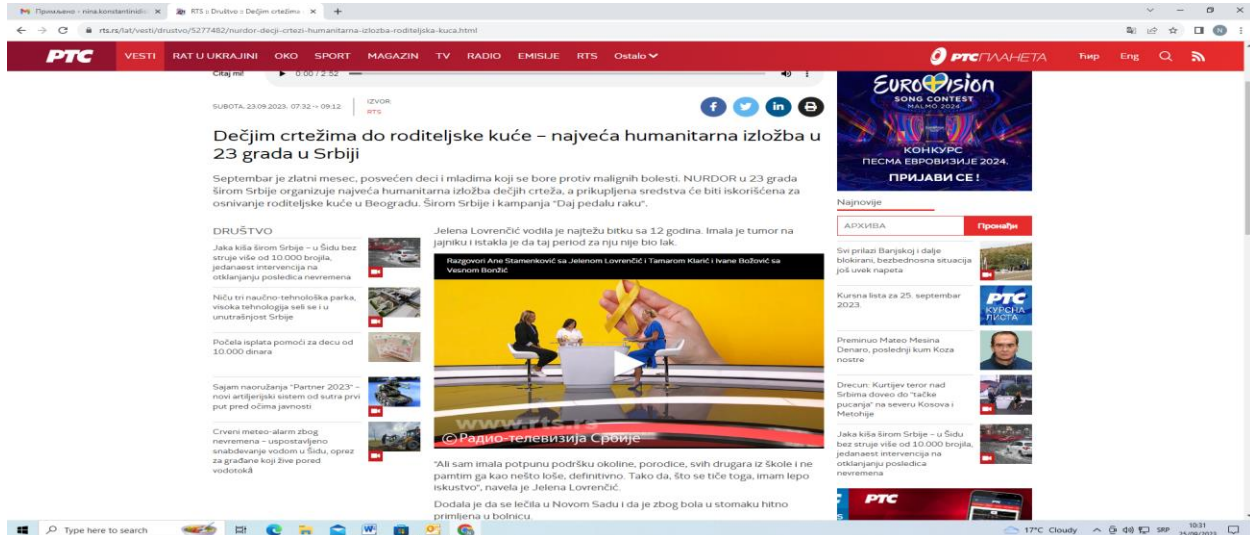 Примљено - nina.konstantinidi
RTS :: Društvo :: Dečjim crtežima
rts.rs/lat/vesti/drustvo/5277482/nurdor-decji-crtezi-humanitarna-izlozba-roditeljska-kuca.html
РТС VESTI RAT U UKRAJINI OKO SPORT MAGAZIN TV RADIO EMISIJE RTS Ostalo РТСПЛАНЕТА Ћир Eng
Čitaj mi!
0:00 / 2:52
SUBOTA, 23.09.2023, 07:32 -> 09:12
IZVOR:
RTS
Dečjim crtežima do roditeljske kuće – najveća humanitarna izložba u
23 grada u Srbiji
Septembar je zlatni mesec, posvećen deci i mladima koji se bore protiv malignih bolesti. NURDOR u 23 grada
širom Srbije organizuje najveća humanitarna izložba dečjih crteža, a prikupljena sredstva će biti iskorišćena za
osnivanje roditeljske kuće u Beogradu. Širom Srbije i kampanja "Daj pedalu raku".
DRUŠTVO
Jaka kiša širom Srbije – u Šidu bez
struje više od 10.000 brojila,
jedanaest intervencija na
otklanjanju posledica nevremena
Niču tri naučno-tehnološka parka,
visoka tehnologija seli se i u
unutrašnjost Srbije
Počela isplata pomoći za decu od
10.000 dinara
Sajam naoružanja "Partner 2023" –
novi artiljerijski sistem od sutra prvi
put pred očima javnosti
Crveni meteo-alarm zbog
nevremena – uspostavljeno
snabdevanje vodom u Šidu, oprez
za građane koji žive pored
vodotokâ
Jelena Lovrenčić vodila je najtežu bitku sa 12 godina. Imala je tumor na
jajniku i istakla je da taj period za nju nije bio lak.
Razgovori Ane Stamenković sa Jelenom Lovrenčić i Tamarom Klarić i Ivane Božović sa
Vesnom Bonžić
www.rts.rs
©Радио-телевизија Србије
"Ali sam imala potpunu podršku okoline, porodice, svih drugara iz škole i ne
pamtim ga kao nešto loše, definitivno. Tako da, što se tiče toga, imam lepo
iskustvo", navela je Jelena Lovrenčić.
Dodala je da se lečila u Novom Sadu i da je zbog bola u stomaku hitno
primljena u bolnicu.
EUROVISION
SONG CONTEST
MALMÖ 2024
КОНКУРС
ПЕСМА ЕВРОВИЗИЈЕ 2024.
ПРИЈАВИ СЕ!
Najnovije
АРХИВА
Пронађи
Svi prilazi Banjskoj i dalje
blokirani, bezbednosna situacija
još uvek napeta
Kursna lista za 25. septembar
2023.
РТС
КУРСНА
ЛИСТА
Preminuo Mateo Mesina
Denaro, poslednji kum Koza
nostre
Drecun: Kurtijev teror nad
Srbima doveo do "tačke
pucanja" na severu Kosova i
Metohije
Jaka kiša širom Srbije – u Šidu
bez struje više od 10.000 brojila,
jedanaest intervencija na
otklanjanju posledica
nevremena
РТС
Type here to search
17°C Cloudy
SRP
10:31
25/09/2023